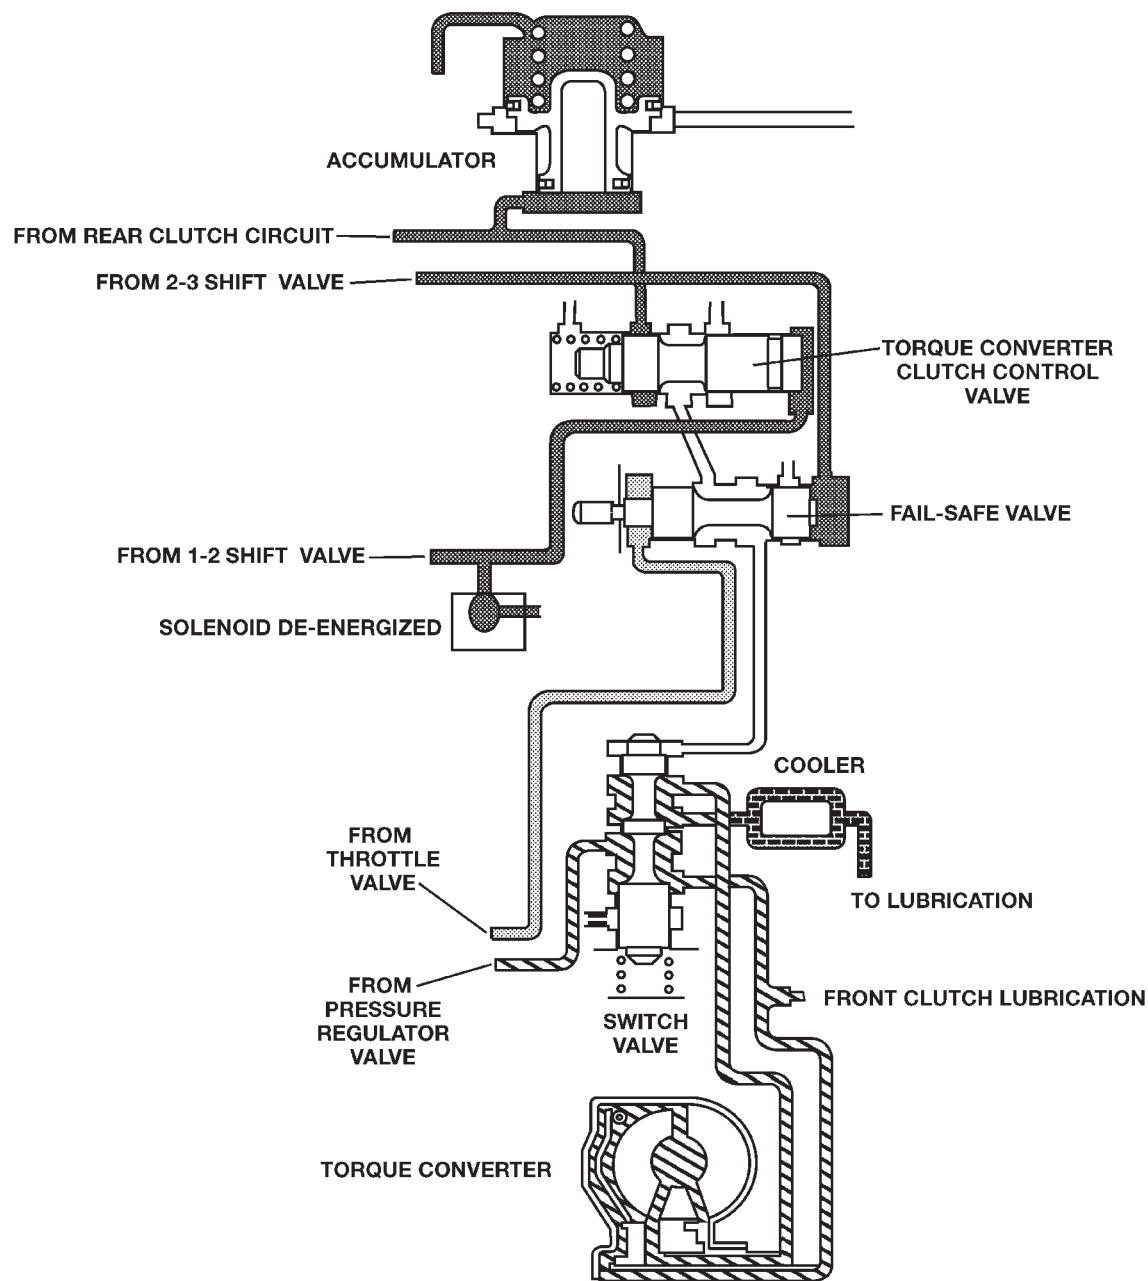 ACCUMULATOR
FROM REAR CLUTCH CIRCUIT
FROM 2-3 SHIFT VALVE
TORQUE CONVERTER
CLUTCH CONTROL
VALVE
FAIL-SAFE VALVE
FROM 1-2 SHIFT VALVE
SOLENOID DE-ENERGIZED
COOLER
FROM
THROTTLE
VALVE
TO LUBRICATION
FROM
PRESSURE
REGULATOR
VALVE
SWITCH
VALVE
FRONT CLUTCH LUBRICATION
TORQUE CONVERTER